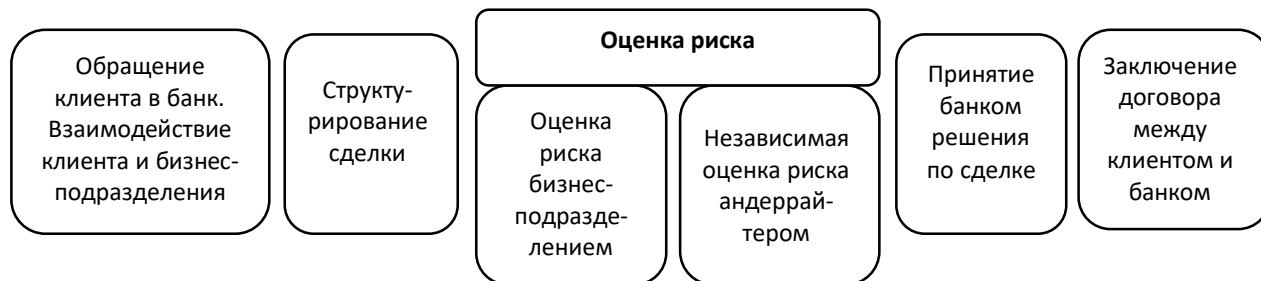 Обращение
клиента в банк.
Взаимодействие
клиента и бизнес-
подразделения
Структу-
рирование
сделки
Оценка риска
Оценка
риска
бизнес-
подразде-
лением
Независимая
оценка риска
андеррай-
тером
Принятие
банком
решения
по сделке
Заключение
договора
между
клиентом и
банком